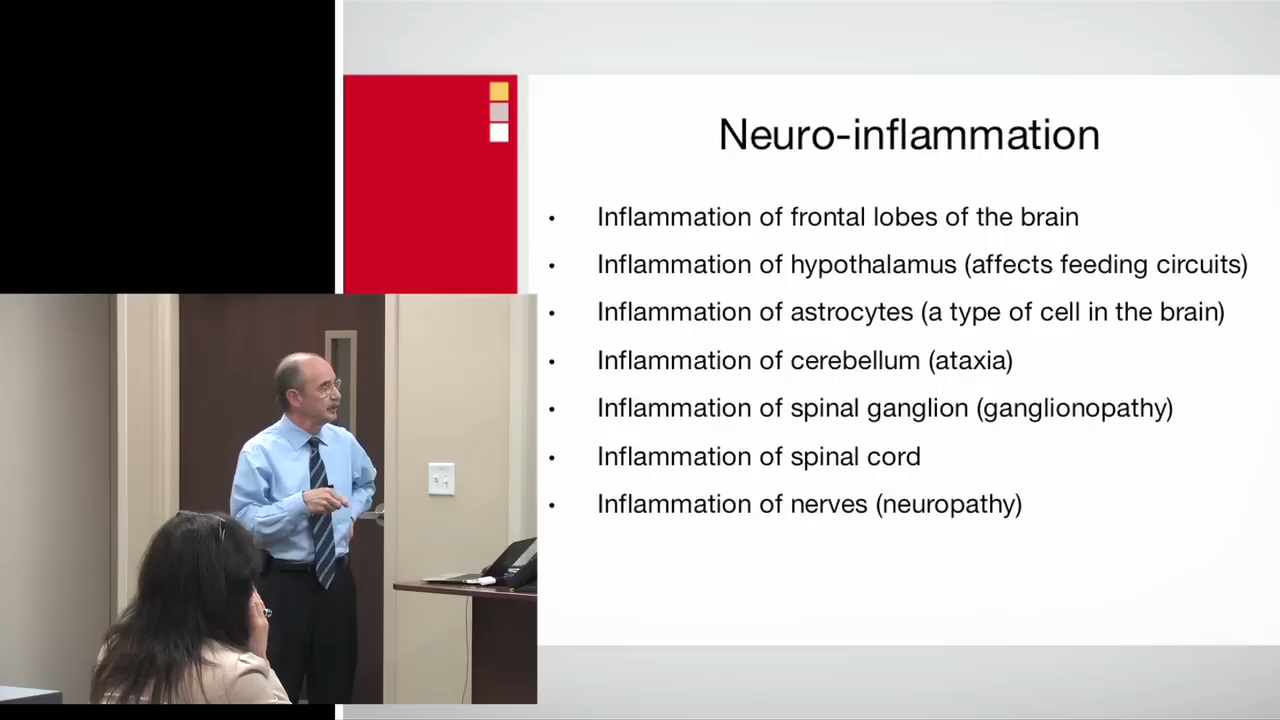 Neuro-inflammation
• Inflammation of frontal lobes of the brain
• Inflammation of hypothalamus (affects feeding circuits)
• Inflammation of astrocytes (a type of cell in the brain)
• Inflammation of cerebellum (ataxia)
• Inflammation of spinal ganglion (ganglionopathy)
• Inflammation of spinal cord
• Inflammation of nerves (neuropathy)